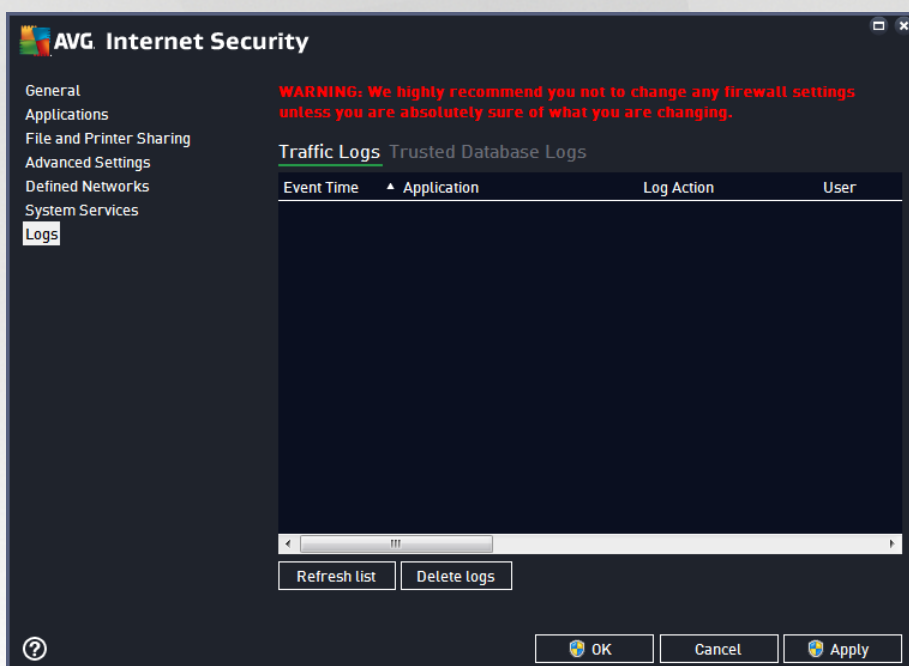 AVG. Internet Security
General
Applications
File and Printer Sharing
Advanced Settings
Defined Networks
System Services
Logs
WARNING: We highly recommend you not to change any firewall settings
unless you are absolutely sure of what you are changing.
Traffic Logs Trusted Database Logs
Event Time Application Log Action User
Refresh list Delete logs
OK Cancel Apply